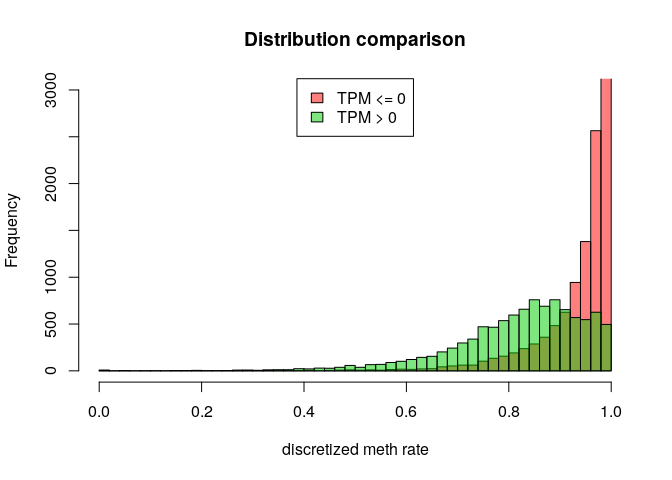 Distribution comparison
TPM <= 0
TPM > 0
Frequency
3000
2000
1000
500
0
0.0 0.2 0.4 0.6 0.8 1.0
discretized meth rate